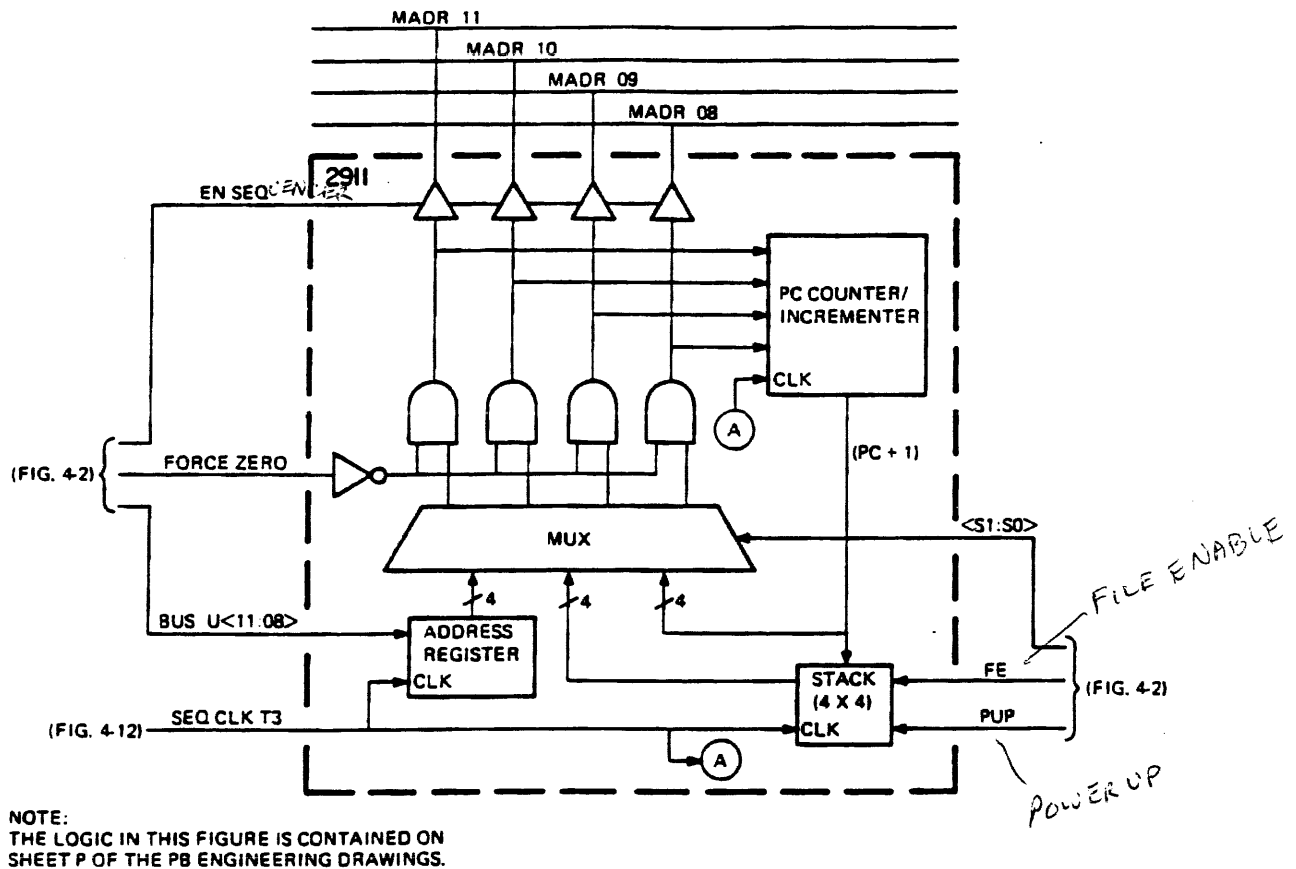 MADR 11
MADR 10
MADR 09
MADR 08
2911
EN SEQUENCER
PC COUNTER/
INCREMENTER
CLK
A
(PC + 1)
(FIG. 4-2)
FORCE ZERO
<S1:S0>
MUX
FILE ENABLE
4
4
4
BUS U<11:08>
ADDRESS
REGISTER
CLK
STACK
(4 X 4)
CLK
FE
(FIG. 4-2)
PUP
(FIG. 4-12)
SEQ CLK T3
A
POWER UP
NOTE:
THE LOGIC IN THIS FIGURE IS CONTAINED ON
SHEET P OF THE PB ENGINEERING DRAWINGS.